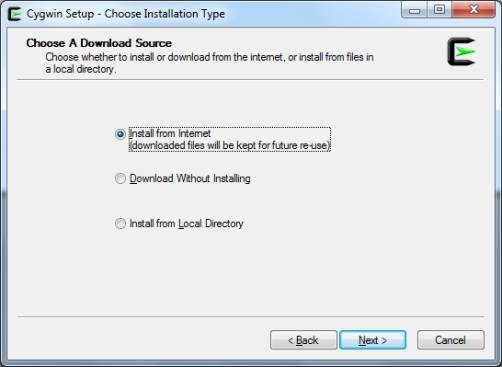 Cygwin Setup - Choose Installation Type
Choose A Download Source
Choose whether to install or download from the internet, or install from files in
a local directory.
Install from Internet
(downloaded files will be kept for future re-use)
Download Without Installing
Install from Local Directory
< Back
Next >
Cancel